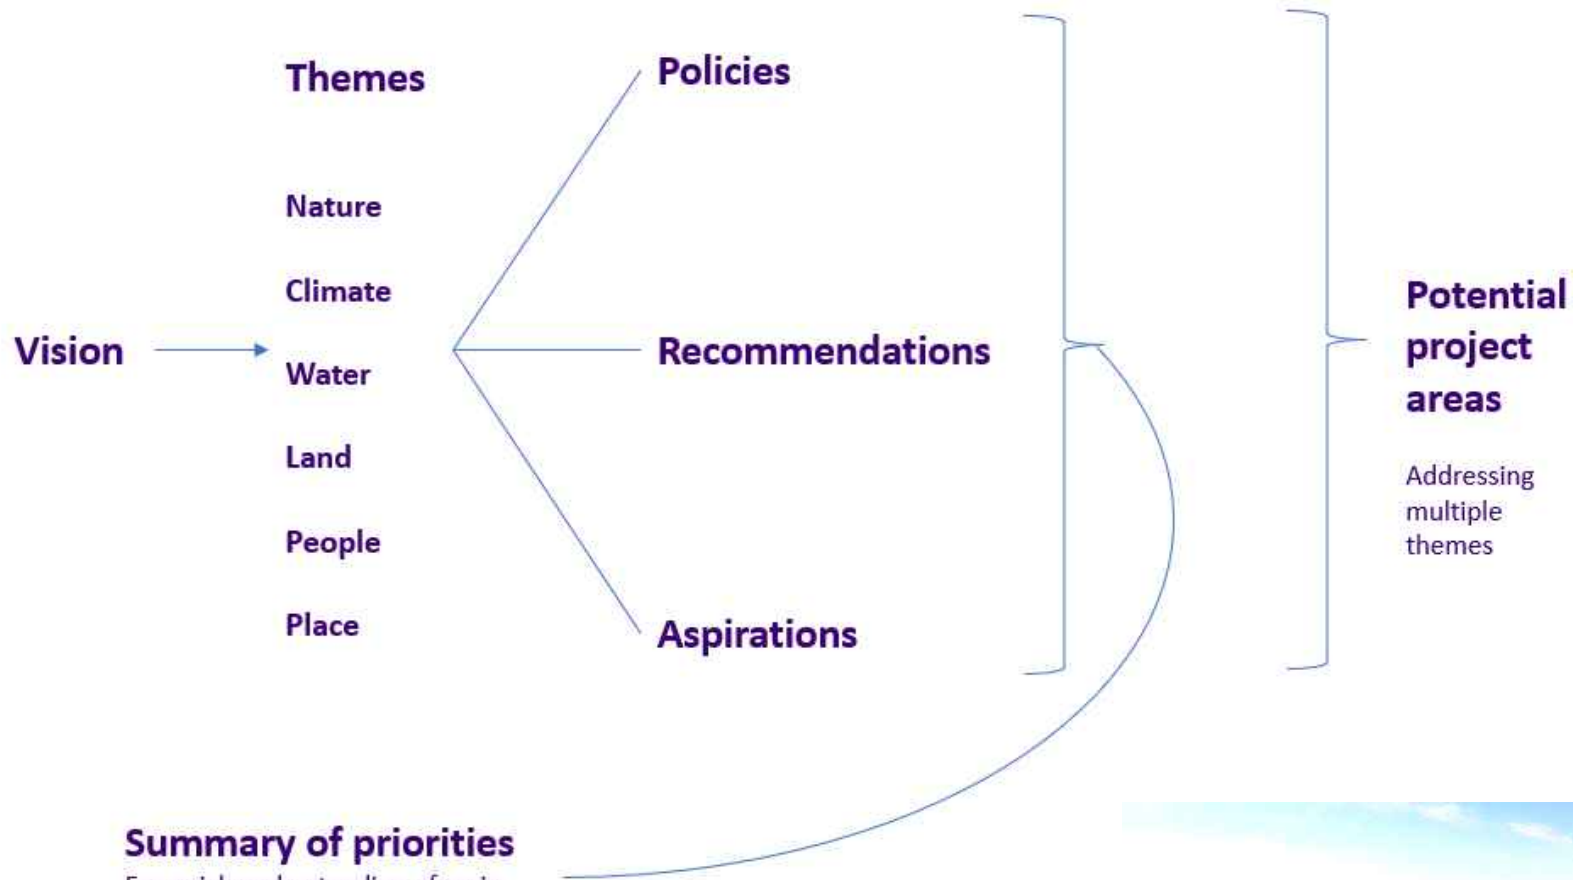 Themes
Policies
Nature
Climate
Vision
Water
Recommendations
Land
People
Place
Aspirations
Potential
project
areas
Addressing
multiple
themes
Summary of priorities